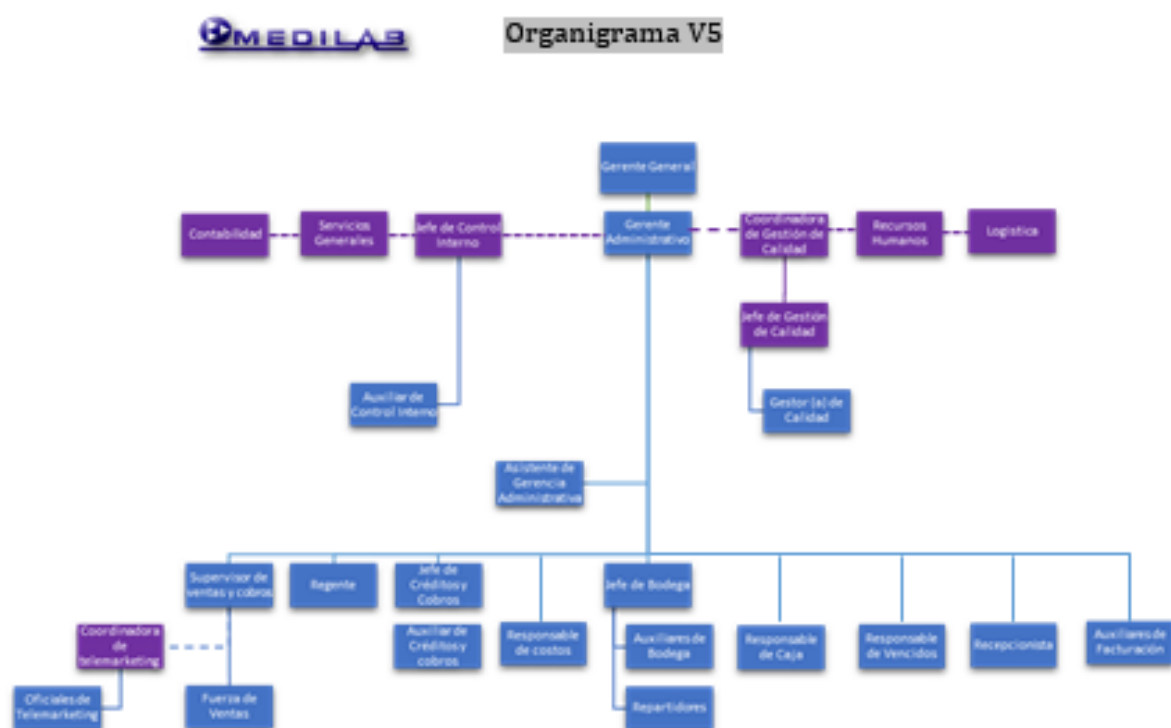 MEDILAB
Organigrama V5
Gerente General
Contabilidad
Servicios
Generales
Jefe de Control
Interno
Gerente
Administrativo
Coordinadora
de Gestión de
Calidad
Recursos
Humanos
Logística
Jefe de Gestión
de Calidad
Auxiliar de
Control Interno
Gestor (a) de
Calidad
Asistente de
Gerencia
Administrativa
Supervisor de
ventas y cobros
Regente
Jefe de
Créditos y
Cobros
Jefe de Bodega
Coordinadora
de
telemarketing
Auxiliar de
Créditos y
cobros
Responsable
de costos
Auxiliares de
Bodega
Responsable
de Caja
Responsable
de Vencidos
Recepcionista
Auxiliares de
Facturación
Oficiales de
Telemarketing
Fuerza de
Ventas
Repartidores